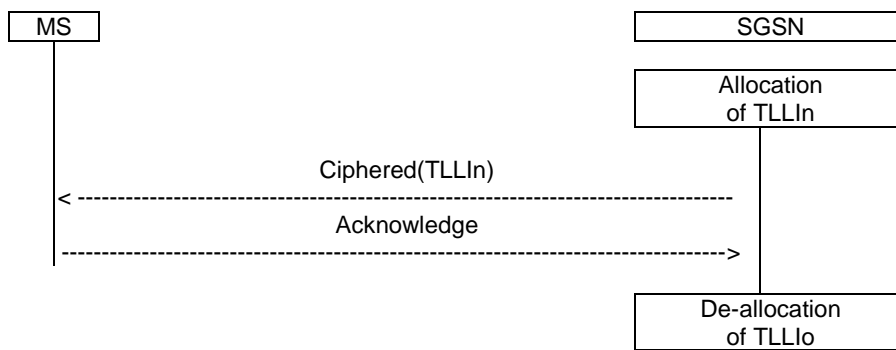 MS
SGSN
Allocation
of TLLIn
Ciphered(TLLIn)
Acknowledge
De-allocation
of TLLIo